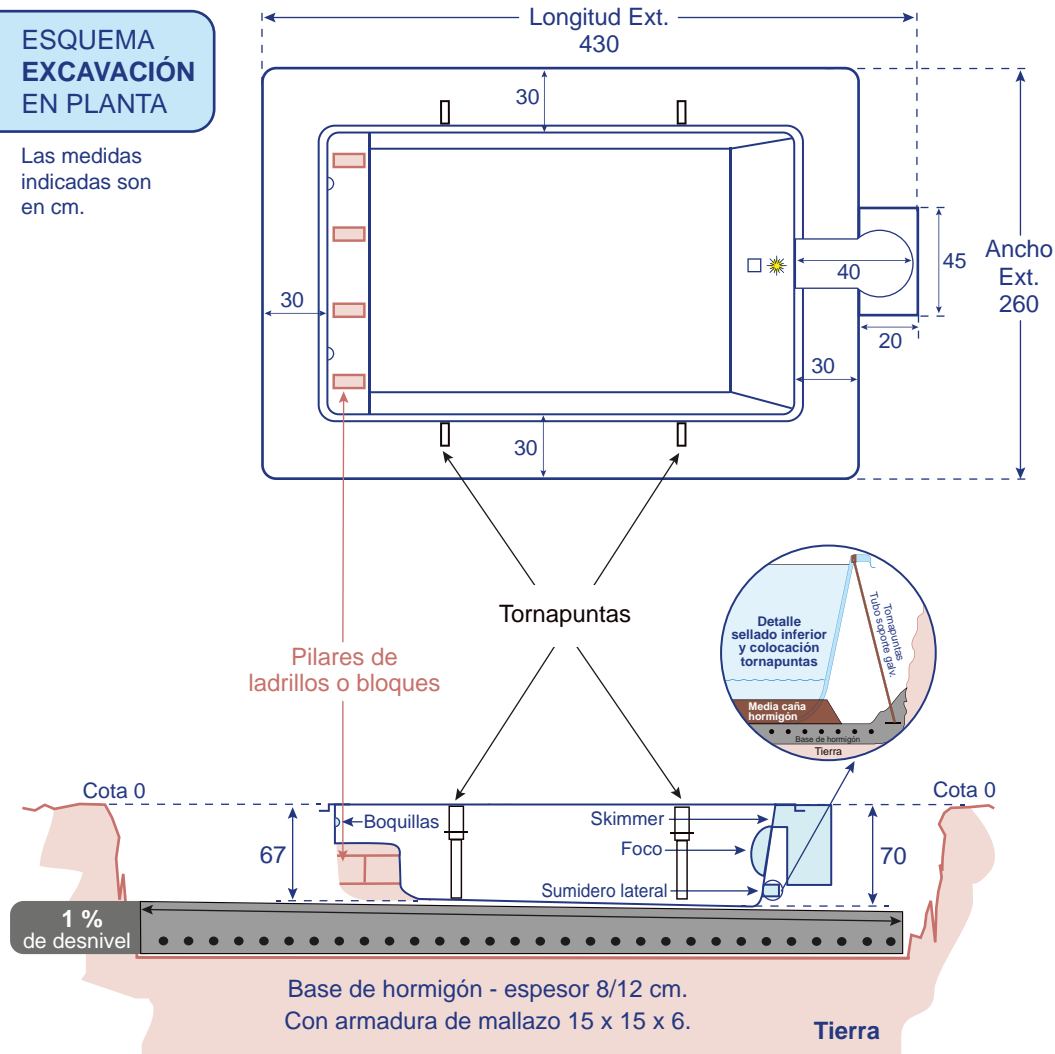 ESQUEMA
EXCAVACIÓN
EN PLANTA
Las medidas
indicadas son
en cm.
Longitud Ext.
430
30
30
40
45
Ancho
Ext.
260
20
30
30
Tornapuntas
Pilares de
ladrillos o bloques
Detalle
sellado inferior
y colocación
tornapuntas
Tornapuntas
Tubo soporte galv.
Media caña
hormigón
Base de hormigón
Tierra
Cota 0
Cota 0
Boquillas
Skimmer
67
Foco
70
Sumidero lateral
1 %
de desnivel
Base de hormigón - espesor 8/12 cm.
Con armadura de mallazo 15 x 15 x 6.
Tierra